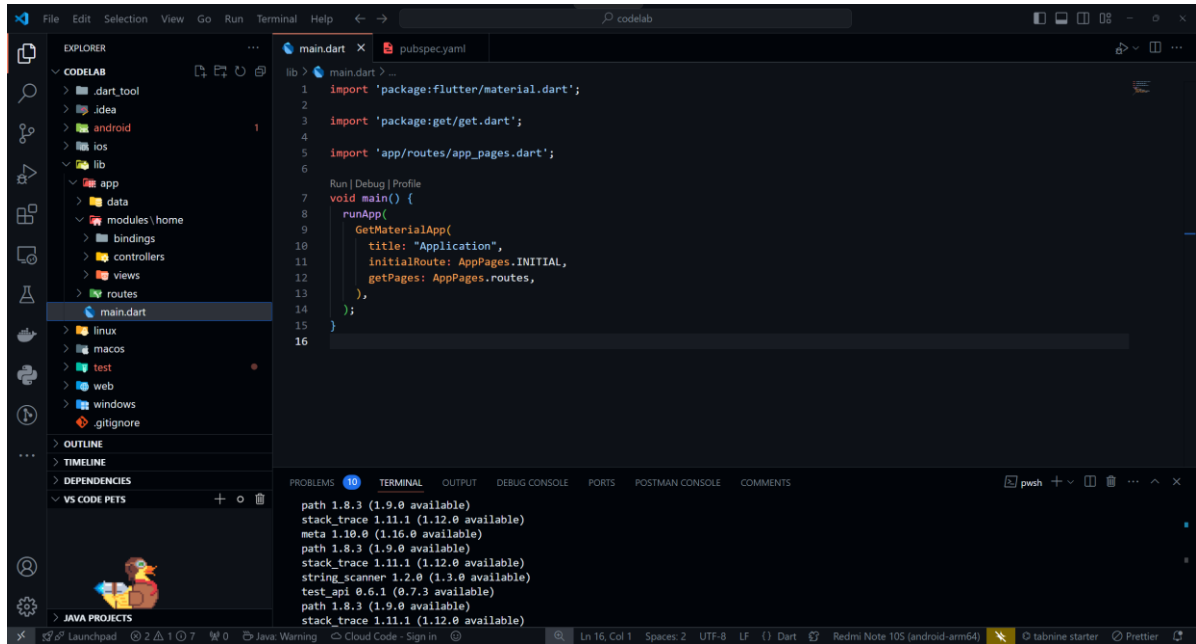 File Edit Selection View Go Run Terminal Help
codelab
EXPLORER
CODELAB
.dart_tool
.idea
android 1
ios
lib
app
data
modules\home
bindings
controllers
views
routes
main.dart
linux
macos
test
web
windows
.gitignore
OUTLINE
TIMELINE
DEPENDENCIES
VS CODE PETS
JAVA PROJECTS
main.dart
pubspec.yaml
lib > main.dart > ...
1 import 'package:flutter/material.dart';
2
3 import 'package:get/get.dart';
4
5 import 'app/routes/app_pages.dart';
6
Run | Debug | Profile
7 void main() {
8 runApp(
9 GetMaterialApp(
10 title: "Application",
11 initialRoute: AppPages.INITIAL,
12 getPages: AppPages.routes,
13 ),
14 );
15 }
16
PROBLEMS 10 TERMINAL OUTPUT DEBUG CONSOLE PORTS POSTMAN CONSOLE COMMENTS
pwsh
path 1.8.3 (1.9.0 available)
stack_trace 1.11.1 (1.12.0 available)
meta 1.10.0 (1.16.0 available)
path 1.8.3 (1.9.0 available)
stack_trace 1.11.1 (1.12.0 available)
string_scanner 1.2.0 (1.3.0 available)
test_api 0.6.1 (0.7.3 available)
path 1.8.3 (1.9.0 available)
stack_trace 1.11.1 (1.12.0 available)
Launchpad 2 1 7 0 Java: Warning Cloud Code - Sign in Ln 16, Col 1 Spaces: 2 UTF-8 LF {} Dart Redmi Note 10S (android-arm64) tabnine starter Prettier